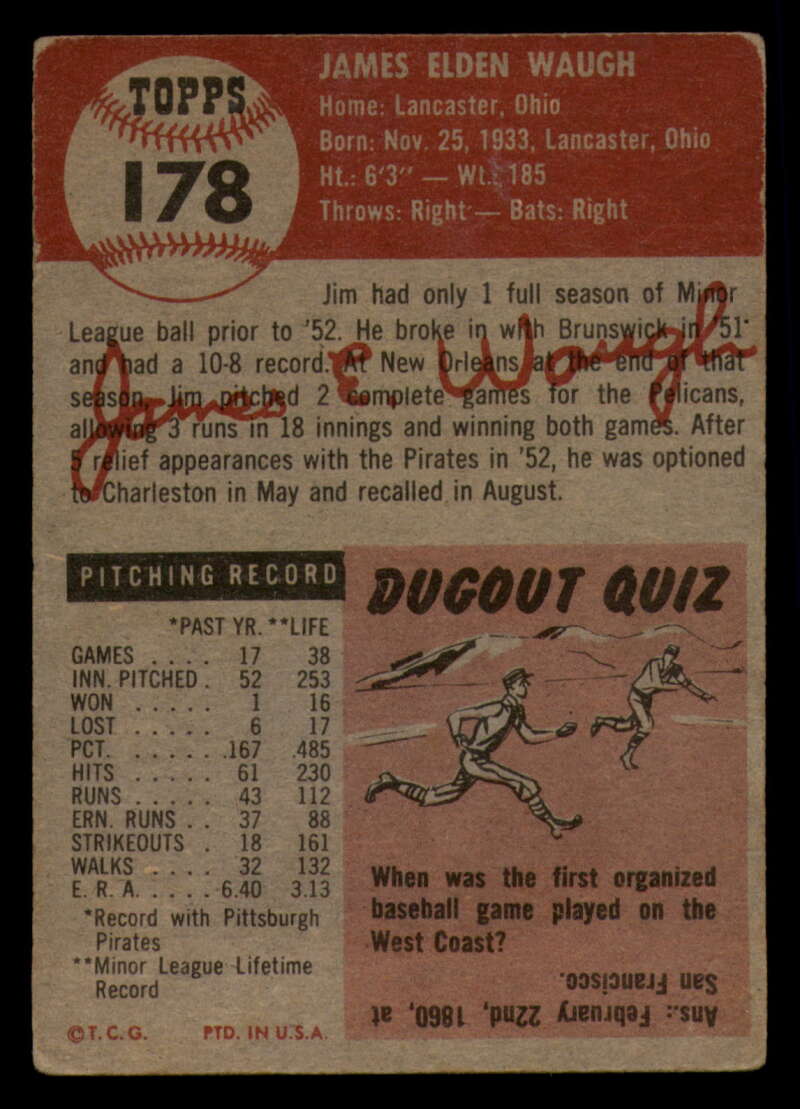 TOPPS
178
JAMES ELDEN WAUGH
Home: Lancaster, Ohio
Born: Nov. 25, 1933, Lancaster, Ohio
Ht.: 6'3" — Wt.: 185
Throws: Right — Bats: Right
Jim had only 1 full season of Minor
League ball prior to '52. He broke in with Brunswick in '51
and had a 10-8 record. At New Orleans at the end of that
season, Jim pitched 2 complete games for the Pelicans,
allowing 3 runs in 18 innings and winning both games. After
5 relief appearances with the Pirates in '52, he was optioned
to Charleston in May and recalled in August.
James E Waugh
PITCHING RECORD
*PAST YR. **LIFE
GAMES . . . . 17 38
INN. PITCHED . 52 253
WON . . . . . 1 16
LOST . . . . . 6 17
PCT. . . . . . .167 .485
HITS . . . . . 61 230
RUNS . . . . . 43 112
ERN. RUNS . . 37 88
STRIKEOUTS . 18 161
WALKS . . . . 32 132
E. R. A. . . . . 6.40 3.13
*Record with Pittsburgh
Pirates
**Minor League Lifetime
Record
©T. C. G. PTD. IN U.S.A.
DUGOUT QUIZ
When was the first organized
baseball game played on the
West Coast?
Ans.: February 22nd, 1860, at
San Francisco.